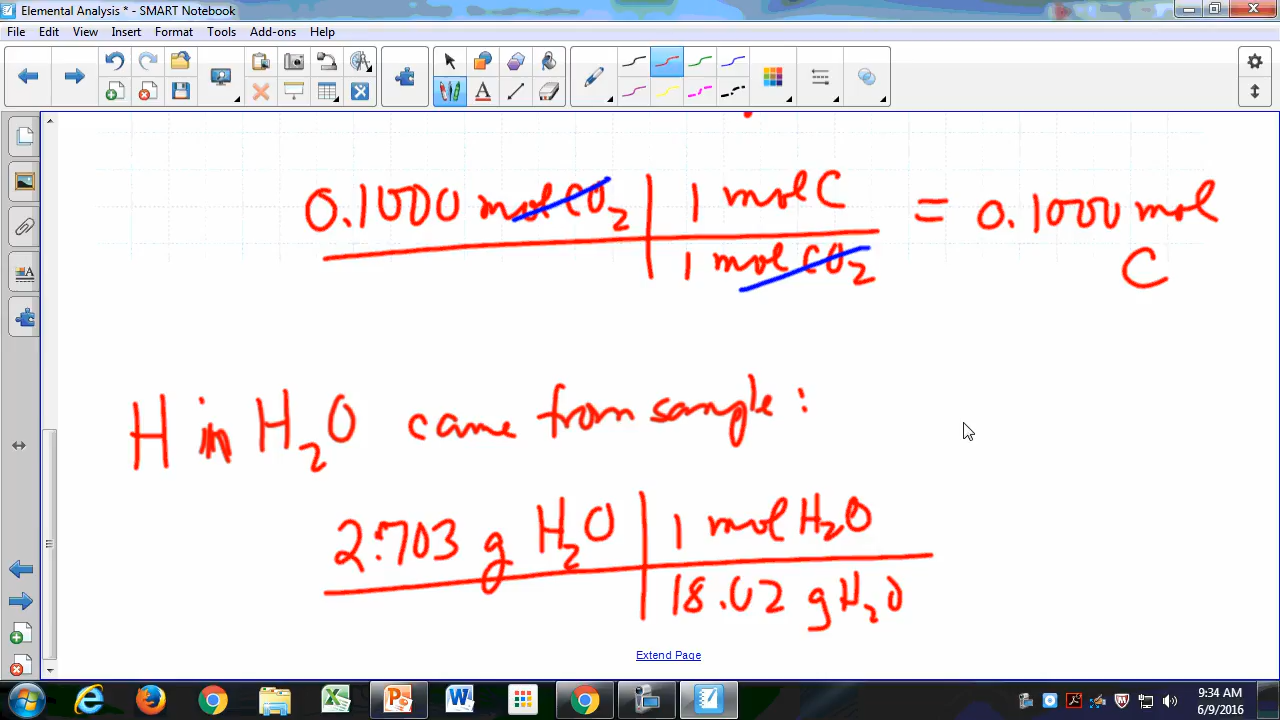 Elemental Analysis * - SMART Notebook
File Edit View Insert Format Tools Add-ons Help
0.1000 mol CO₂ | 1 mol C = 0.1000 mol
1 mol CO₂ C
H in H₂O came from sample :
2.703 g H₂O | 1 mol H₂O
18.02 g H₂O
Extend Page
9:34 AM
6/9/2016